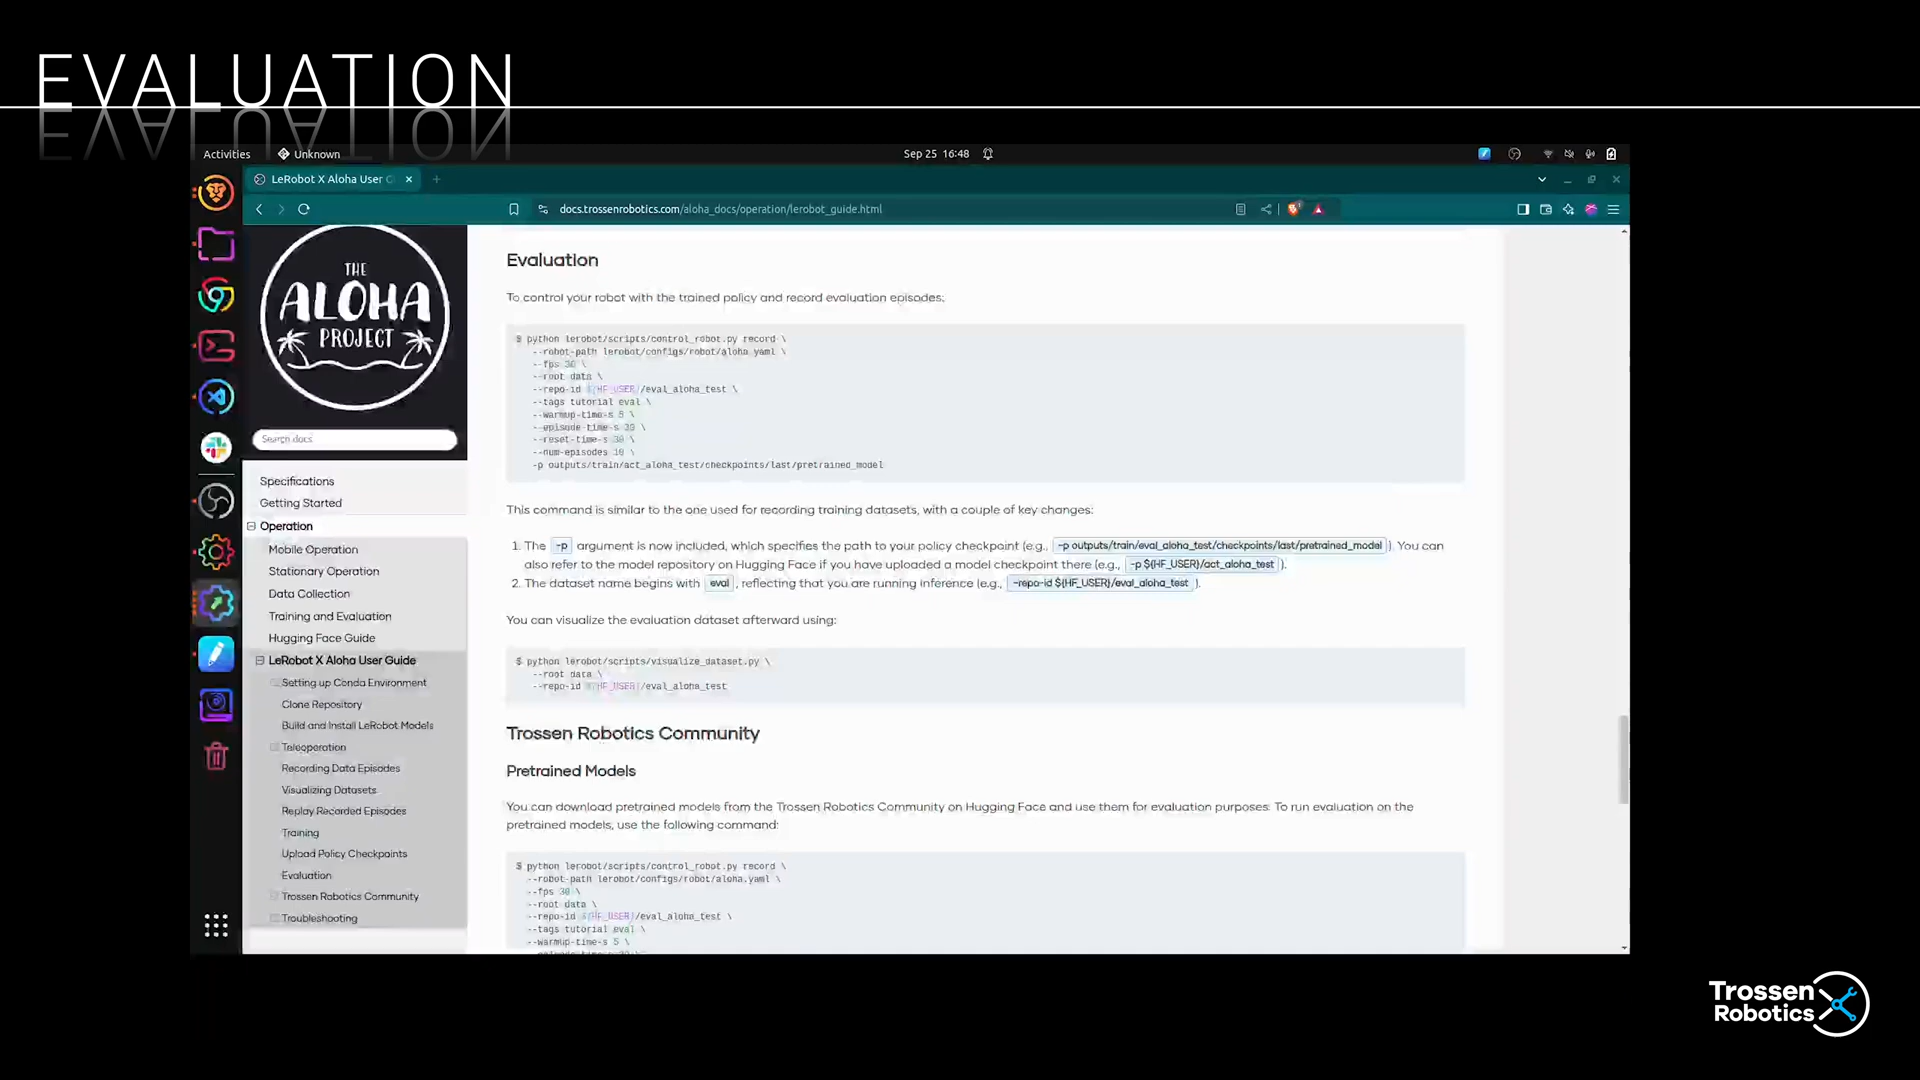 EVALUATION
Activities
Unknown
Sep 25 16:48
LeRobot X Aloha User G
docs.trossenrobotics.com/aloha_docs/operation/lerobot_guide.html
THE
ALOHA
PROJECT
Search docs
Specifications
Getting Started
Operation
Mobile Operation
Stationary Operation
Data Collection
Training and Evaluation
Hugging Face Guide
LeRobot X Aloha User Guide
Setting up Conda Environment
Clone Repository
Build and Install LeRobot Models
Teleoperation
Recording Data Episodes
Visualizing Datasets
Replay Recorded Episodes
Training
Upload Policy Checkpoints
Evaluation
Trossen Robotics Community
Troubleshooting
Evaluation
To control your robot with the trained policy and record evaluation episodes:
$ python lerobot/scripts/control_robot.py record \
--robot-path lerobot/configs/robot/aloha.yaml \
--fps 30 \
--root data \
--repo-id ${HF_USER}/eval_aloha_test \
--tags tutorial eval \
--warmup-time-s 5 \
--episode-time-s 30 \
--reset-time-s 30 \
--num-episodes 10 \
-p outputs/train/act_aloha_test/checkpoints/last/pretrained_model
This command is similar to the one used for recording training datasets, with a couple of key changes:
1. The -p argument is now included, which specifies the path to your policy checkpoint (e.g., -p outputs/train/eval_aloha_test/checkpoints/last/pretrained_model). You can
also refer to the model repository on Hugging Face if you have uploaded a model checkpoint there (e.g., -p ${HF_USER}/act_aloha_test).
2. The dataset name begins with eval, reflecting that you are running inference (e.g., -repo-id ${HF_USER}/eval_aloha_test).
You can visualize the evaluation dataset afterward using:
$ python lerobot/scripts/visualize_dataset.py \
--root data \
--repo-id ${HF_USER}/eval_aloha_test
Trossen Robotics Community
Pretrained Models
You can download pretrained models from the Trossen Robotics Community on Hugging Face and use them for evaluation purposes. To run evaluation on the
pretrained models, use the following command:
$ python lerobot/scripts/control_robot.py record \
--robot-path lerobot/configs/robot/aloha.yaml \
--fps 30 \
--root data \
--repo-id ${HF_USER}/eval_aloha_test \
--tags tutorial eval \
--warmup-time-s 5 \
Trossen
Robotics